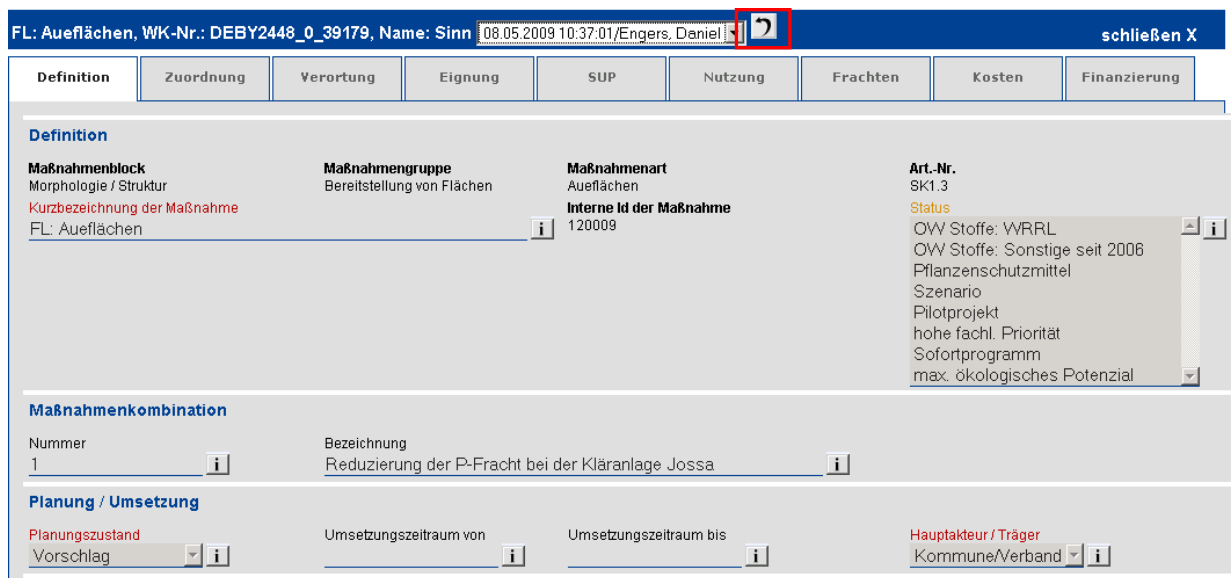 FL: Aueflächen, WK-Nr.: DEBY2448_0_39179, Name: Sinn 08.05.2009 10:37:01/Engers, Daniel schließen X
Definition Zuordnung Verortung Eignung SUP Nutzung Frachten Kosten Finanzierung
Definition
Maßnahmenblock Maßnahmengruppe Maßnahmenart Art.-Nr.
Morphologie / Struktur Bereitstellung von Flächen Aueflächen SK1.3
Kurzbezeichnung der Maßnahme Interne Id der Maßnahme Status
FL: Aueflächen i 120009
OW Stoffe: WRRL i
OW Stoffe: Sonstige seit 2006
Pflanzenschutzmittel
Szenario
Pilotprojekt
hohe fachl. Priorität
Sofortprogramm
max. ökologisches Potenzial
Maßnahmenkombination
Nummer Bezeichnung
1 i Reduzierung der P-Fracht bei der Kläranlage Jossa i
Planung / Umsetzung
Planungszustand Umsetzungszeitraum von Umsetzungszeitraum bis Hauptakteur / Träger
Vorschlag i i i Kommune/Verband i